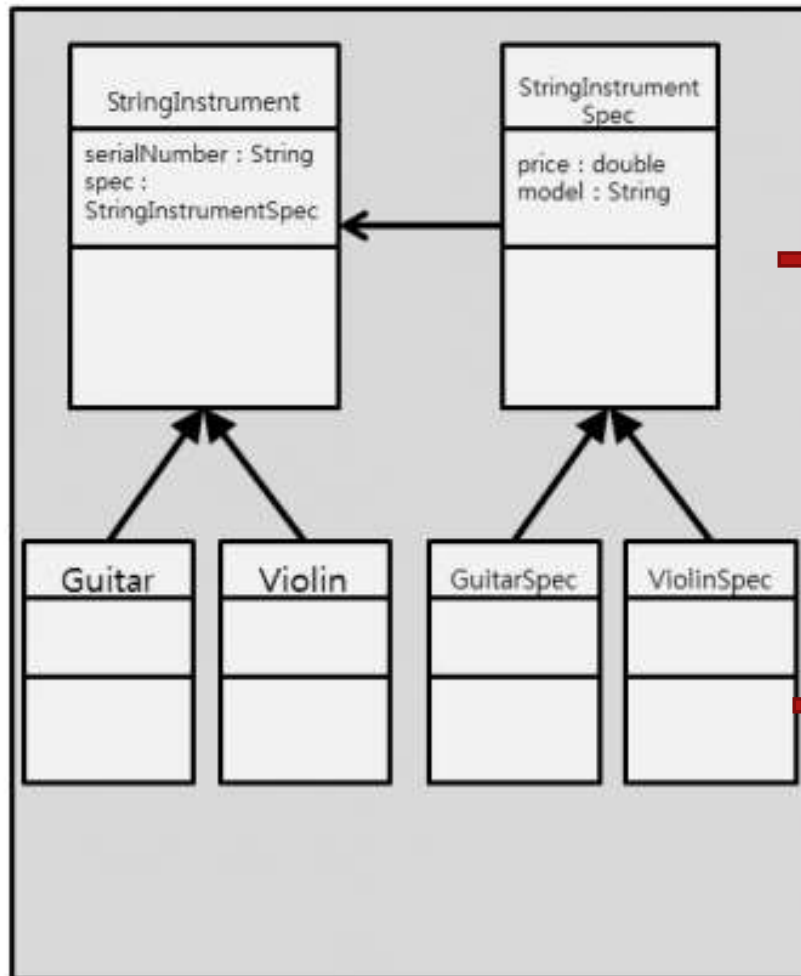 StringInstrument
serialNumber : String
spec :
StringInstrumentSpec
StringInstrument
Spec
price : double
model : String
Guitar
Violin
GuitarSpec
ViolinSpec